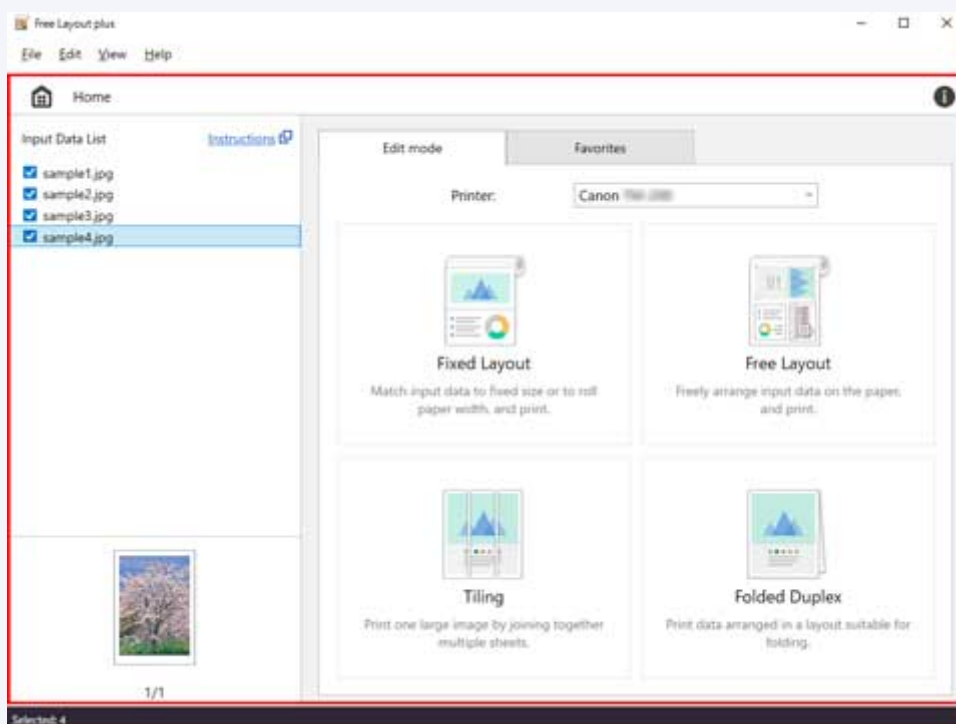 Free Layout plus
File Edit View Help
Home
Input Data List Instructions
sample1.jpg
sample2.jpg
sample3.jpg
sample4.jpg
1/1
Edit mode Favorites
Printer: Canon
Fixed Layout
Match input data to fixed size or to roll
paper width, and print.
Free Layout
Freely arrange input data on the paper,
and print.
Tiling
Print one large image by joining together
multiple sheets.
Folded Duplex
Print data arranged in a layout suitable for
folding.
Selected: 4